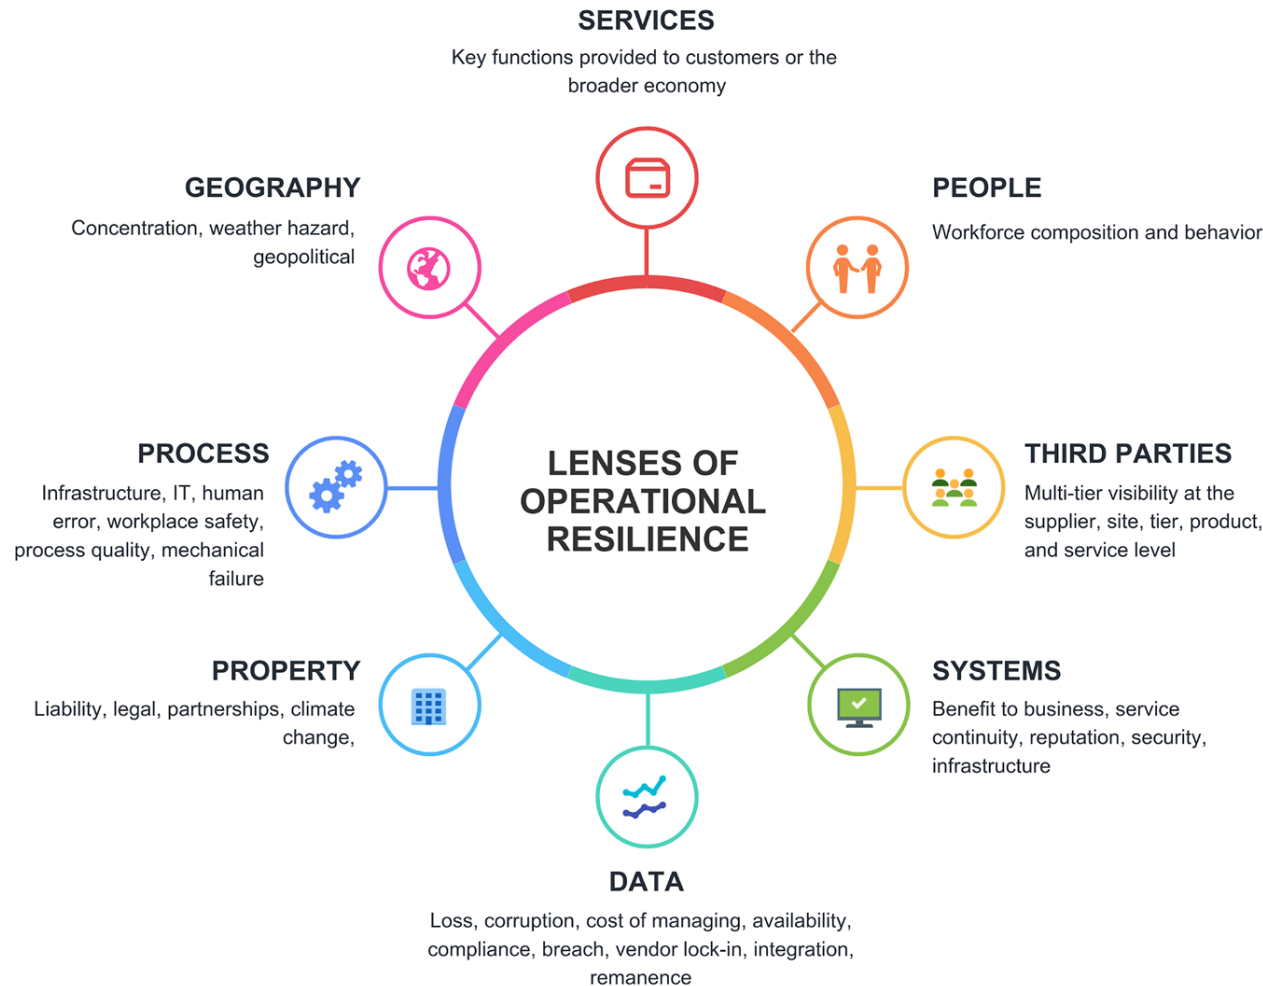 SERVICES
Key functions provided to customers or the
broader economy
GEOGRAPHY
Concentration, weather hazard,
geopolitical
PEOPLE
Workforce composition and behavior
PROCESS
Infrastructure, IT, human
error, workplace safety,
process quality, mechanical
failure
LENSES OF
OPERATIONAL
RESILIENCE
THIRD PARTIES
Multi-tier visibility at the
supplier, site, tier, product,
and service level
PROPERTY
Liability, legal, partnerships, climate
change,
SYSTEMS
Benefit to business, service
continuity, reputation, security,
infrastructure
DATA
Loss, corruption, cost of managing, availability,
compliance, breach, vendor lock-in, integration,
remanence